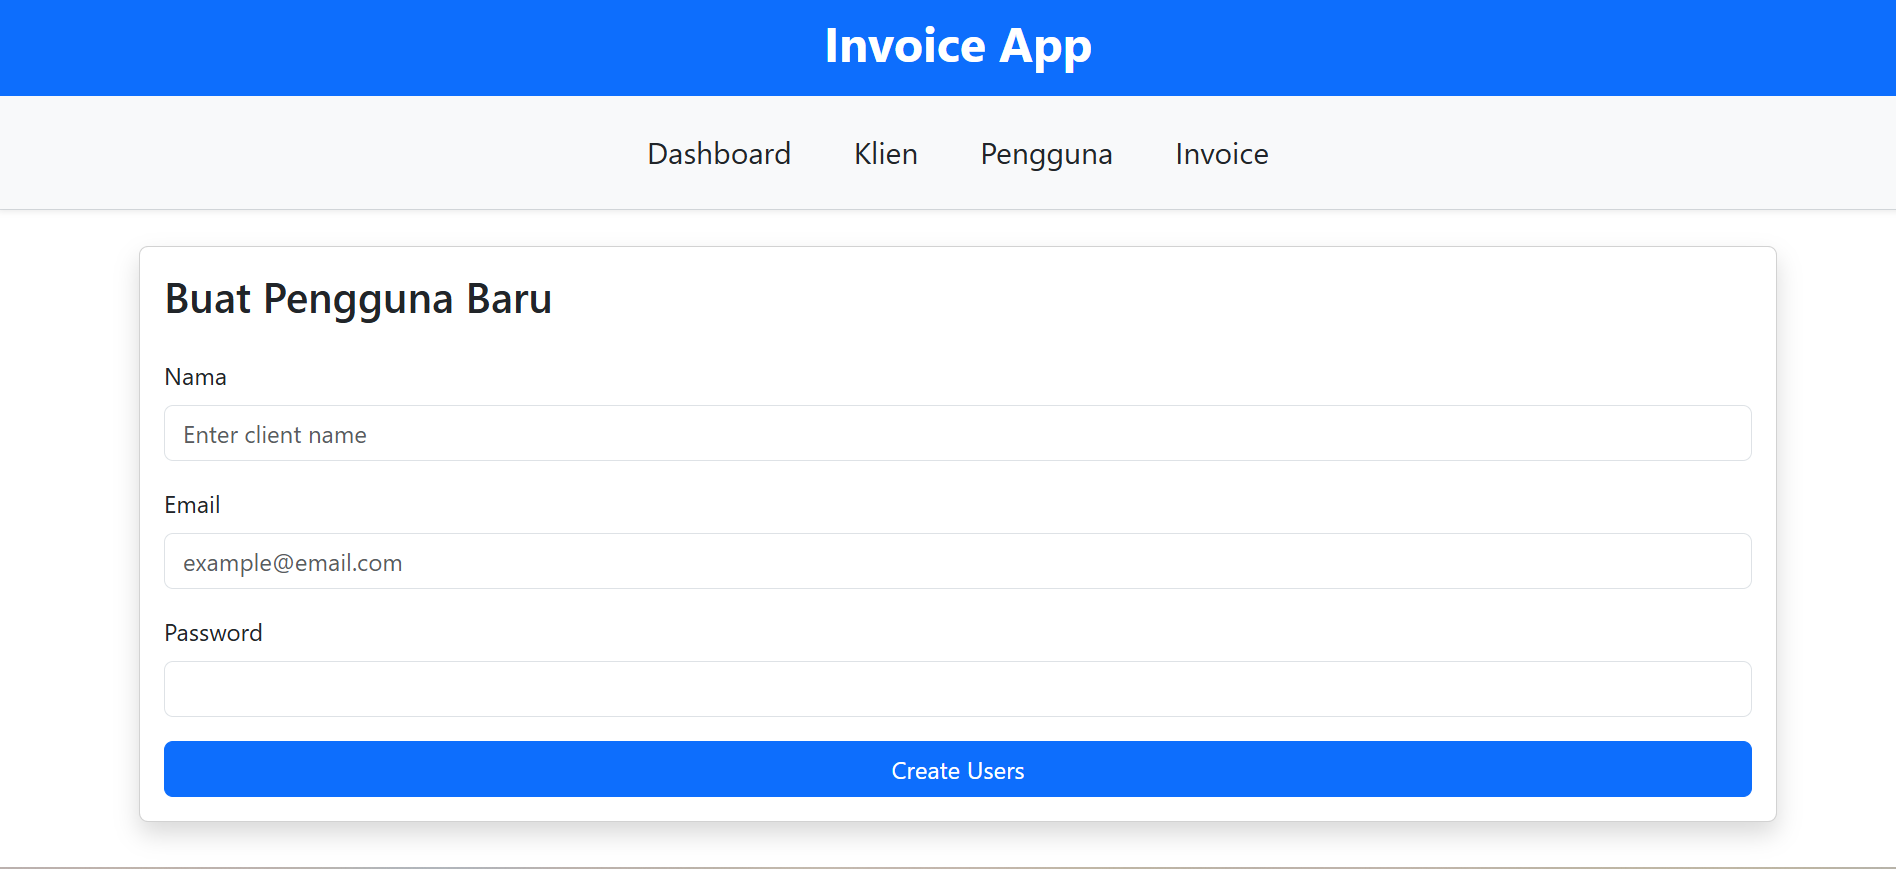 Invoice App
Dashboard Klien Pengguna Invoice
Buat Pengguna Baru
Nama
Enter client name
Email
example@email.com
Password
Create Users